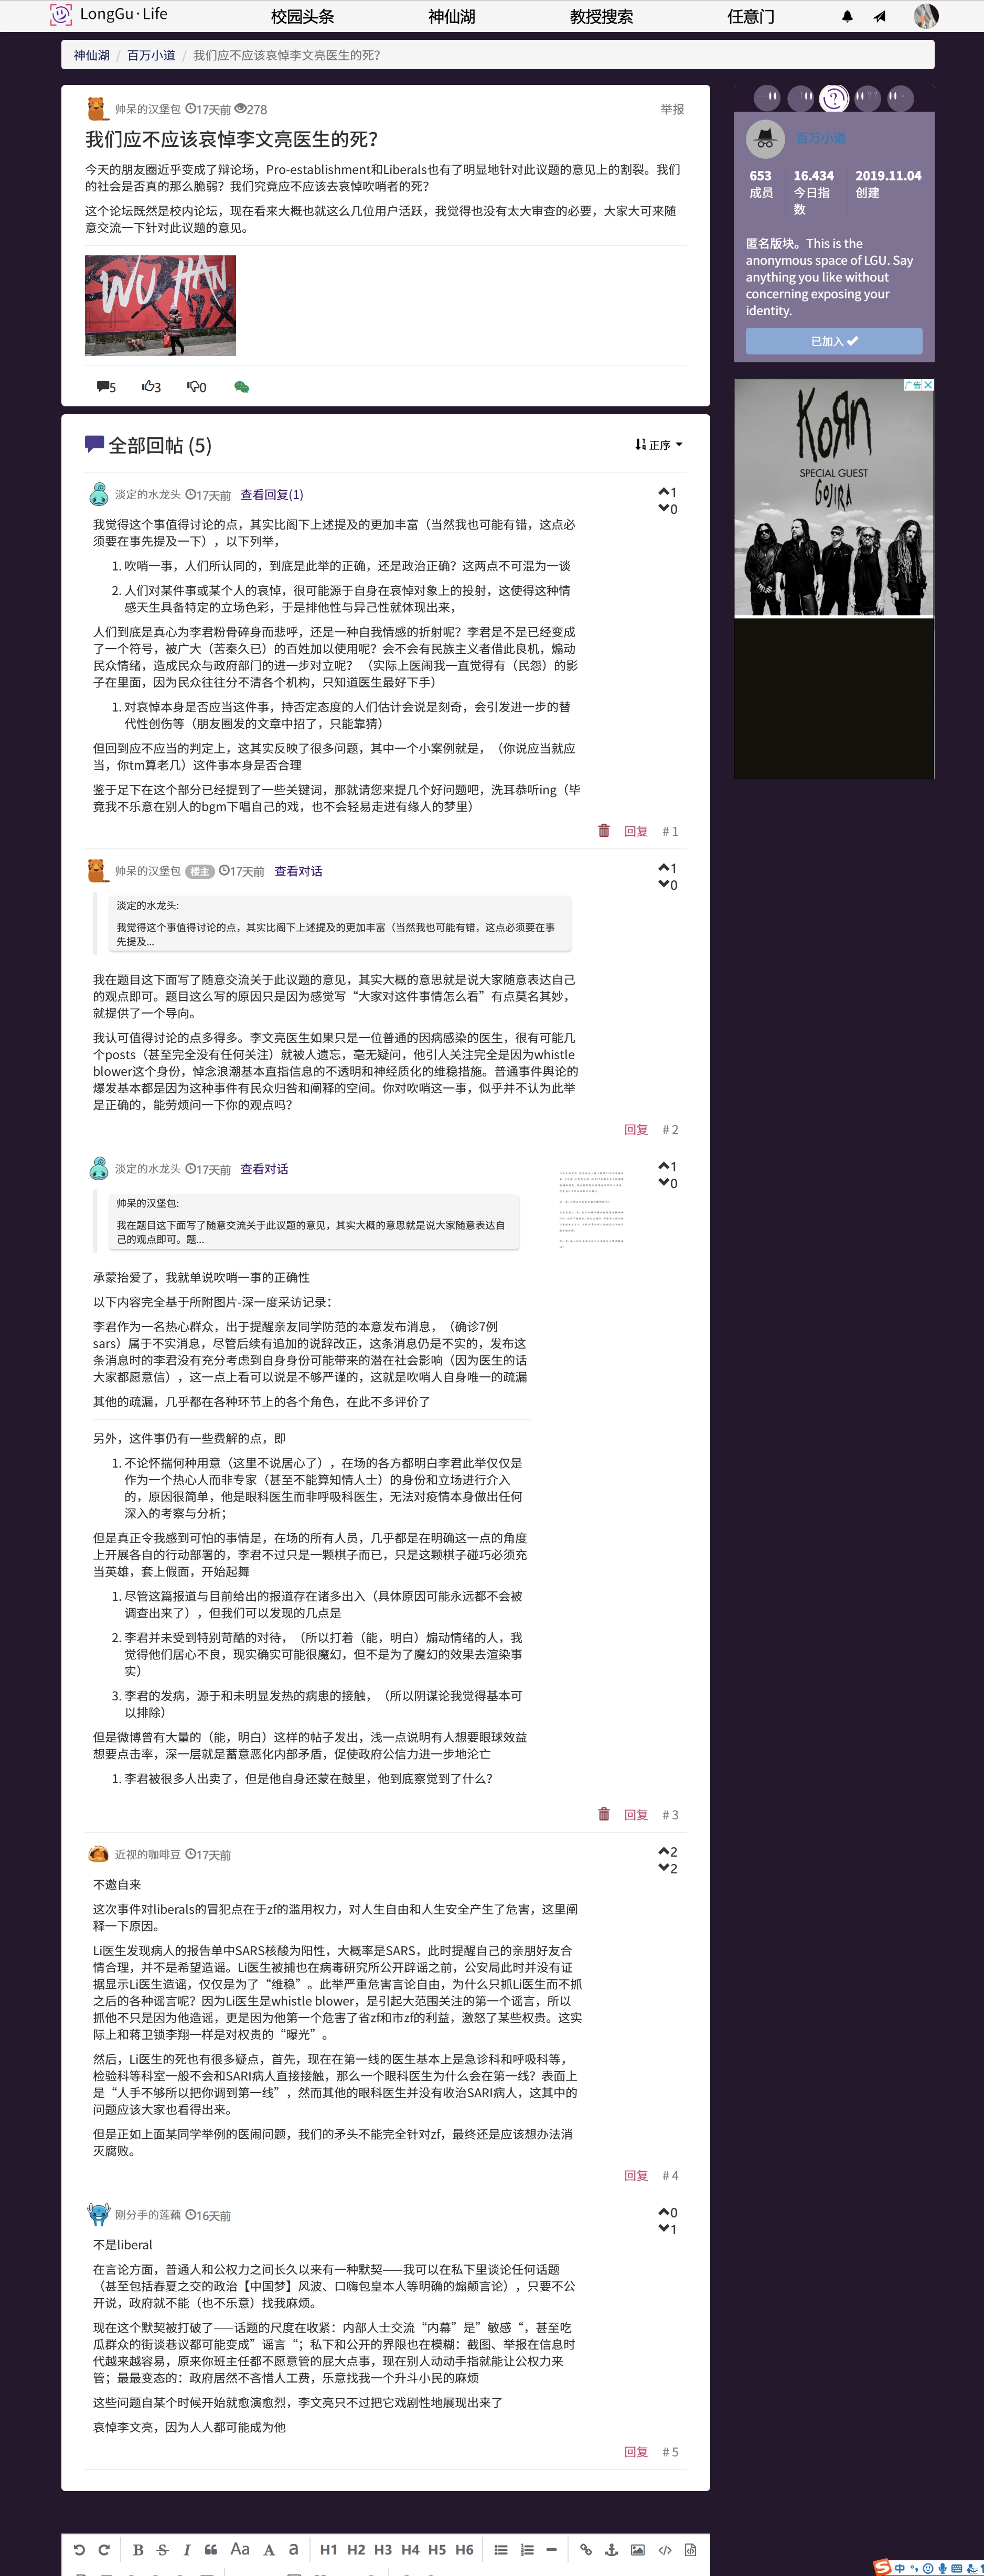 LongGu·Life
校园头条
神仙湖
教授搜索
任意门
神仙湖 / 百万小道 / 我们应不应该哀悼李文亮医生的死？
帅呆的汉堡包 17天前 278
举报
我们应不应该哀悼李文亮医生的死？
今天的朋友圈近乎变成了辩论场，Pro-establishment和Liberals也有了明显地针对此议题的意见上的割裂。我们
的社会是否真的那么脆弱？我们究竟应不应该去哀悼吹哨者的死？
这个论坛既然是校内论坛，现在看来大概也就这么几位用户活跃，我觉得也没有太大审查的必要，大家大可来随
意交流一下针对此议题的意见。
WU HAN
5 3 0
全部回帖 (5)
正序
淡定的水龙头 17天前 查看回复(1)
1
0
我觉得这个事值得讨论的点，其实比阁下上述提及的更加丰富（当然我也可能有错，这点必
须要在事先提及一下），以下列举，
1. 吹哨一事，人们所认同的，到底是此举的正确，还是政治正确？这两点不可混为一谈
2. 人们对某件事或某个人的哀悼，很可能源于自身在哀悼对象上的投射，这使得这种情
感天生具备特定的立场色彩，于是排他性与异己性就体现出来，
人们到底是真心为李君粉骨碎身而悲呼，还是一种自我情感的折射呢？李君是不是已经变成
了一个符号，被广大（苦秦久已）的百姓加以使用呢？会不会有民族主义者借此良机，煽动
民众情绪，造成民众与政府部门的进一步对立呢？（实际上医闹我一直觉得有（民怨）的影
子在里面，因为民众往往分不清各个机构，只知道医生最好下手）
1. 对哀悼本身是否应当这件事，持否定态度的人们估计会说是刻奇，会引发进一步的替
代性创伤等（朋友圈发的文章中招了，只能靠猜）
但回到应不应当的判定上，这其实反映了很多问题，其中一个小案例就是，（你说应当就应
当，你tm算老几）这件事本身是否合理
鉴于足下在这个部分已经提到了一些关键词，那就请您来提几个好问题吧，洗耳恭听ing（毕
竟我不乐意在别人的bgm下唱自己的戏，也不会轻易走进有缘人的梦里）
回复 # 1
帅呆的汉堡包 楼主 17天前 查看对话
1
0
淡定的水龙头:
我觉得这个事值得讨论的点，其实比阁下上述提及的更加丰富（当然我也可能有错，这点必须要在事
先提及...
我在题目这下面写了随意交流关于此议题的意见，其实大概的意思就是说大家随意表达自己
的观点即可。题目这么写的原因只是因为感觉写“大家对这种事情怎么看”有点莫名其妙，
就提供了一个导向。
我认可值得讨论的点多得多。李文亮医生如果只是一位普通的因病感染的医生，很有可能几
个posts（甚至完全没有任何关注）就被人遗忘，毫无疑问，他引人关注完全是因为whistle
blower这个身份，悼念浪潮基本直指信息的不透明和神经质化的维稳措施。普通事件舆论的
爆发基本都是因为这种事件有民众归咎和阐释的空间。你对吹哨这一事，似乎并不认为此举
是正确的，能劳烦问一下你的观点吗？
回复 # 2
淡定的水龙头 17天前 查看对话
1
0
帅呆的汉堡包:
我在题目这下面写了随意交流关于此议题的意见，其实大概的意思就是说大家随意表达自
己的观点即可。题...
承蒙抬爱了，我就单说吹哨一事的正确性
以下内容完全基于所附图片-深一度采访记录：
李君作为一名热心群众，出于提醒亲友同学防范的本意发布消息，（确诊7例
sars）属于不实消息，尽管后续有追加的说辞改正，这条消息仍是不实的，发布这
条消息时的李君没有充分考虑到自身身份可能带来的潜在社会影响（因为医生的话
大家都愿意信），这一点上看可以说是不够严谨的，这就是吹哨人自身唯一的疏漏
其他的疏漏，几乎都在各种环节上的各个角色，在此不多评价了
另外，这件事仍有一些费解的点，即
1. 不论怀揣何种用意（这里不说居心了），在场的各方都明白李君此举仅仅是
作为一个热心人而非专家（甚至不能算知情人士）的身份和立场进行介入
的，原因很简单，他是眼科医生而非呼吸科医生，无法对疫情本身做出任何
深入的考察与分析；
但是真正令我感到可怕的事情是，在场的所有人员，几乎都是在明确这一点的角度
上开展各自的行动部署的，李君不过只是一颗棋子而已，只是这颗棋子碰巧必须充
当英雄，套上假面，开始起舞
1. 尽管这篇报道与目前给出的报道存在诸多出入（具体原因可能永远都不会被
调查出来了），但我们可以发现的几点是
2. 李君并未受到特别苛酷的对待，（所以打着（能，明白）煽动情绪的人，我
觉得他们居心不良，现实确实可能很魔幻，但不是为了魔幻的效果去渲染事
实）
3. 李君的发病，源于和未明显发热的病患的接触，（所以阴谋论我觉得基本可
以排除）
但是微博曾有大量的（能，明白）这样的帖子发出，浅一点说明有人想要眼球效益
想要点击率，深一层就是蓄意恶化内部矛盾，促使政府公信力进一步地沦亡
1. 李君被很多人出卖了，但是他自身还蒙在鼓里，他到底察觉到了什么？
回复 # 3
近视的咖啡豆 17天前
2
2
不邀自来
这次事件对liberals的冒犯点在于zf的滥用权力，对人生自由和人生安全产生了危害，这里阐
释一下原因。
Li医生发现病人的报告单中SARS核酸为阳性，大概率是SARS，此时提醒自己的亲朋好友合
情合理，并不是希望造谣。Li医生被捕也在病毒研究所公开辟谣之前，公安局此时并没有证
据显示Li医生造谣，仅仅是为了“维稳”。此举严重危害言论自由，为什么只抓Li医生而不抓
之后的各种谣言呢？因为Li医生是whistle blower，是引起大范围关注的第一个谣言，所以
抓他不只是因为他造谣，更是因为他第一个危害了省zf和市zf的利益，激怒了某些权贵。这实
际上和蒋卫锁李翔一样是对权贵的“曝光”。
然后，Li医生的死也有很多疑点，首先，现在在第一线的医生基本上是急诊科和呼吸科等，
检验科等科室一般不会和SARI病人直接接触，那么一个眼科医生为什么会在第一线？表面上
是“人手不够所以把你调到第一线”，然而其他的眼科医生并没有收治SARI病人，这其中的
问题应该大家也看得出来。
但是正如上面某同学举例的医闹问题，我们的矛头不能完全针对zf，最终还是应该想办法消
灭腐败。
回复 # 4
刚分手的莲藕 16天前
0
1
不是liberal
在言论方面，普通人和公权力之间长久以来有一种默契——我可以在私下里谈论任何话题
（甚至包括春夏之交的政治【中国梦】风波、口嗨包皇本人等明确的煽颠言论），只要不公
开说，政府就不能（也不乐意）找我麻烦。
现在这个默契被打破了——话题的尺度在收紧：内部人士交流“内幕”是”敏感“，甚至吃
瓜群众的街谈巷议都可能变成”谣言“；私下和公开的界限也在模糊：截图、举报在信息时
代越来越容易，原来你班主任都不愿意管的屁大点事，现在别人动动手指就能让公权力来
管；最最变态的：政府居然不吝惜人工费，乐意找我一个升斗小民的麻烦
这些问题自某个时候开始就愈演愈烈，李文亮只不过把它戏剧性地展现出来了
哀悼李文亮，因为人人都可能成为他
回复 # 5
B S I Aa A a H1 H2 H3 H4 H5 H6
百万小道
653 16.434 2019.11.04
成员 今日指 创建
数
匿名版块。This is the
anonymous space of LGU. Say
anything you like without
concerning exposing your
identity.
已加入
广告
KoRn
SPECIAL GUEST
GOJIRA
中